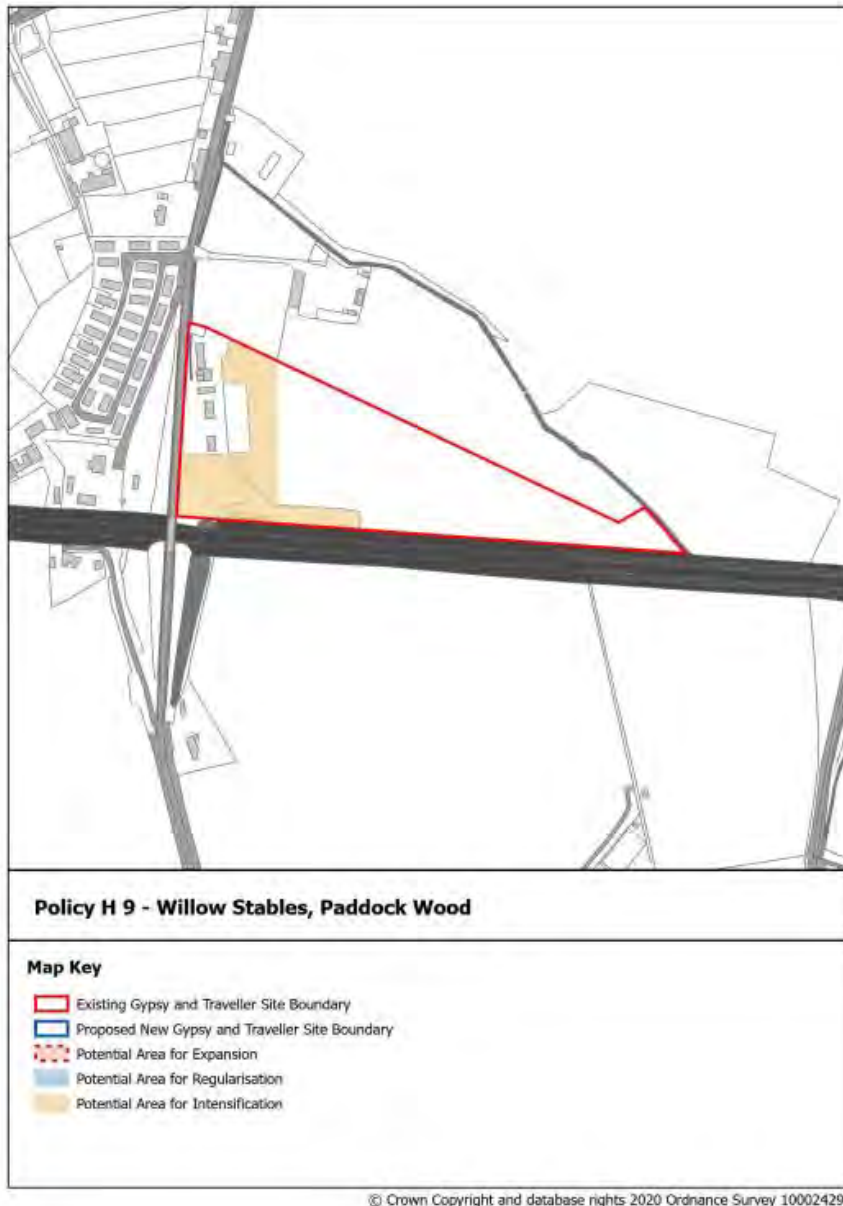 Policy H 9 - Willow Stables, Paddock Wood
Map Key
Existing Gypsy and Traveller Site Boundary
Proposed New Gypsy and Traveller Site Boundary
Potential Area for Expansion
Potential Area for Regularisation
Potential Area for Intensification
© Crown Copyright and database rights 2020 Ordnance Survey 10002429